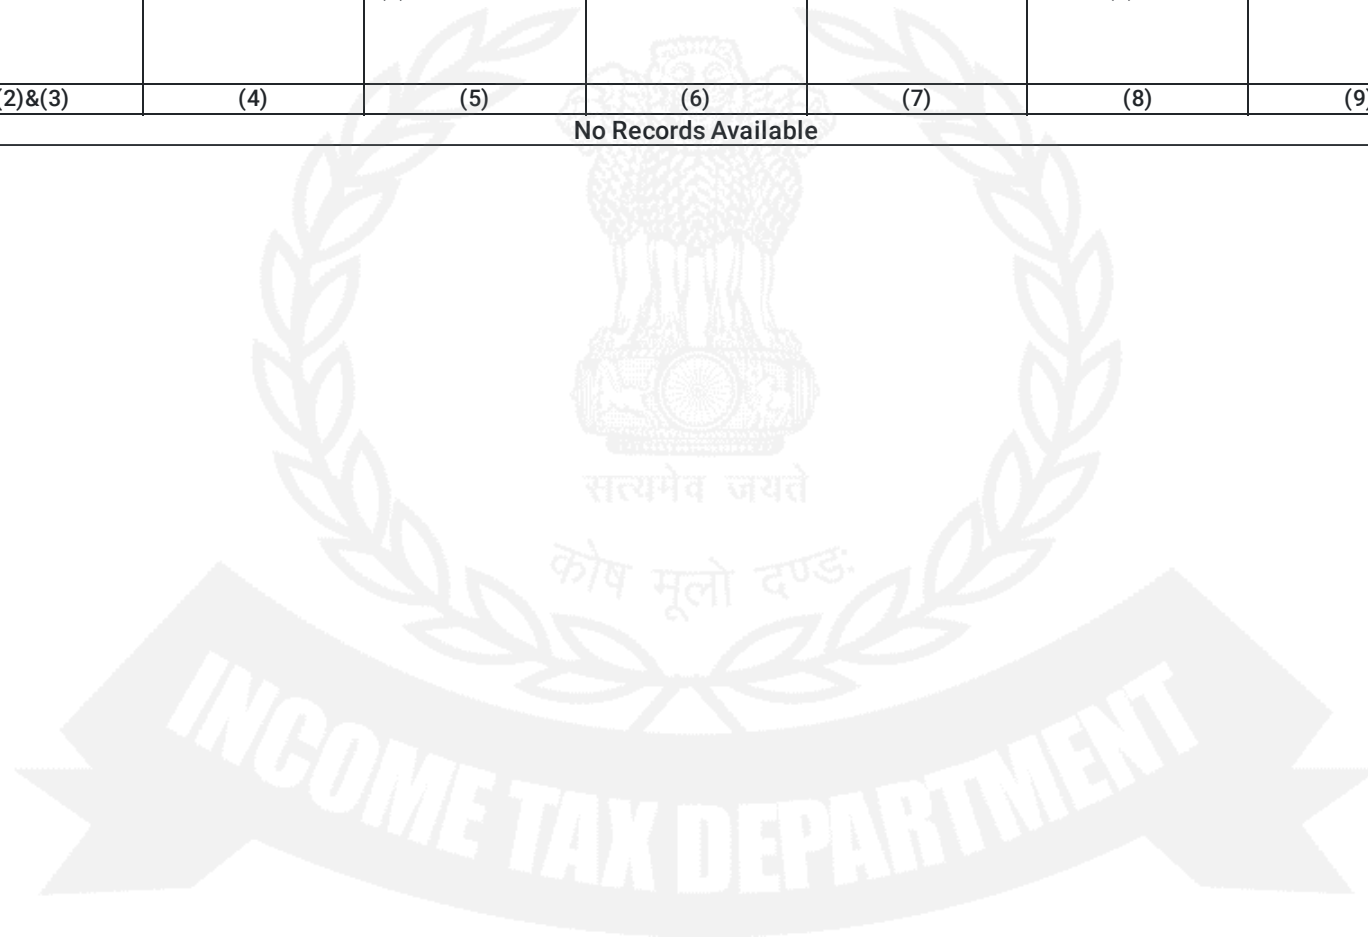 (2)&(3) (4) (5) (6) (7) (8) (9)
No Records Available
सत्यमेव जयते
कोष मूलो दण्डः
INCOME TAX DEPARTMENT